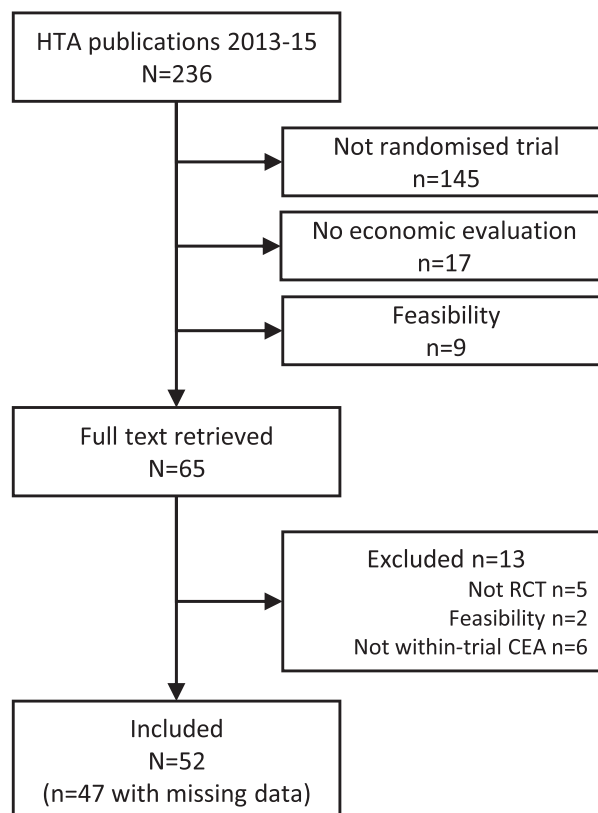 HTA publications 2013-15
N=236
Not randomised trial
n=145
No economic evaluation
n=17
Feasibility
n=9
Full text retrieved
N=65
Excluded n=13
Not RCT n=5
Feasibility n=2
Not within-trial CEA n=6
Included
N=52
(n=47 with missing data)